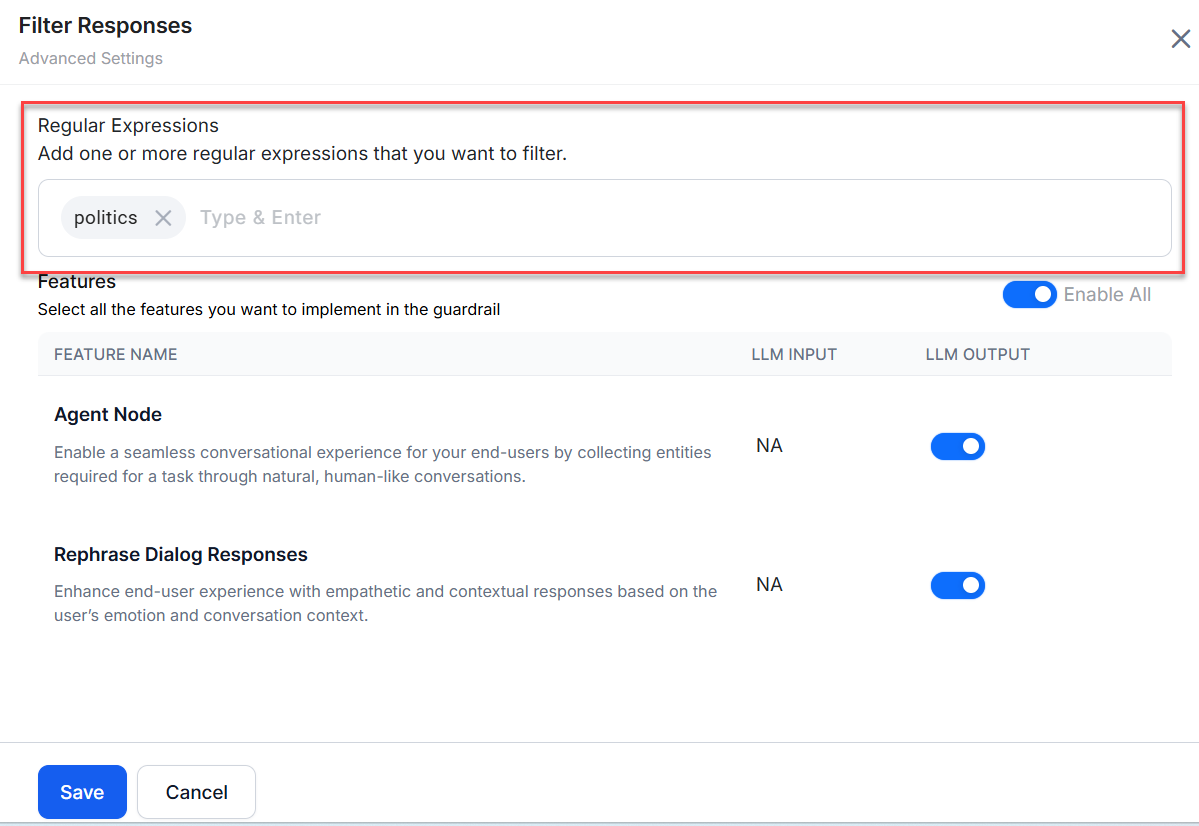 Filter Responses
Advanced Settings
Regular Expressions
Add one or more regular expressions that you want to filter.
politics Type & Enter
Features
Enable All
Select all the features you want to implement in the guardrail
FEATURE NAME LLM INPUT LLM OUTPUT
Agent Node
Enable a seamless conversational experience for your end-users by collecting entities
required for a task through natural, human-like conversations.
NA
Rephrase Dialog Responses
Enhance end-user experience with empathetic and contextual responses based on the
user’s emotion and conversation context.
NA
Save Cancel